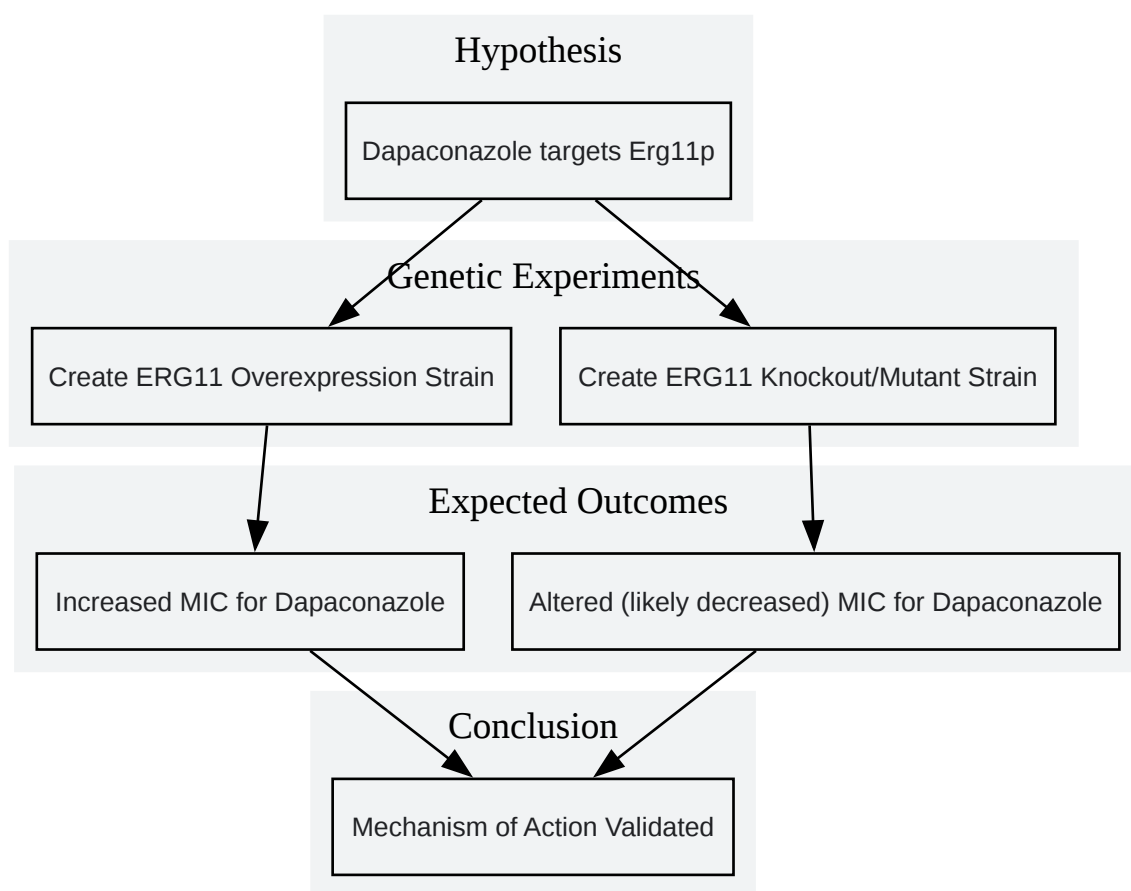 Hypothesis
Dapaconazole targets Erg11p
Genetic Experiments
Create ERG11 Overexpression Strain
Create ERG11 Knockout/Mutant Strain
Expected Outcomes
Increased MIC for Dapaconazole
Altered (likely decreased) MIC for Dapaconazole
Conclusion
Mechanism of Action Validated